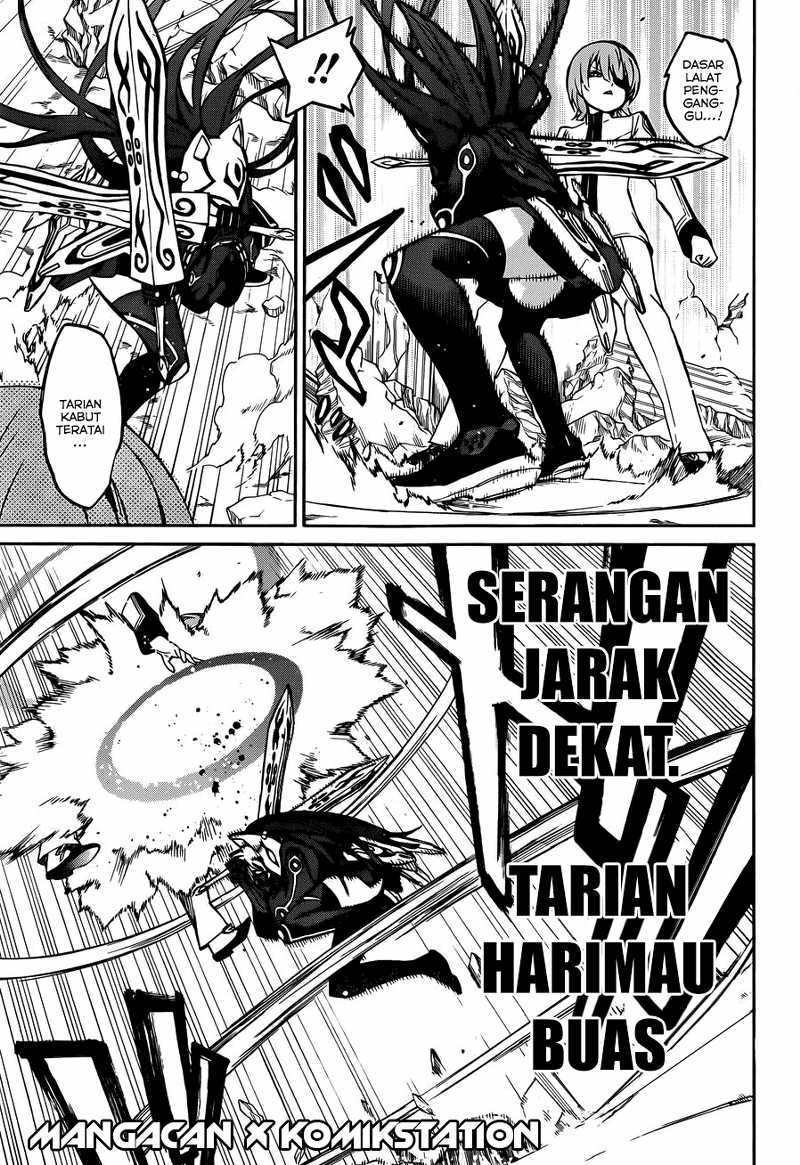 DASAR
LALAT
PENG-
GANG-
GU...!
!!
TARIAN
KABUT
TERATAI
...
SERANGAN
JARAK
DEKAT.
TARIAN
HARIMAU
BUAS
MANGACAN X KOMIKSTATION